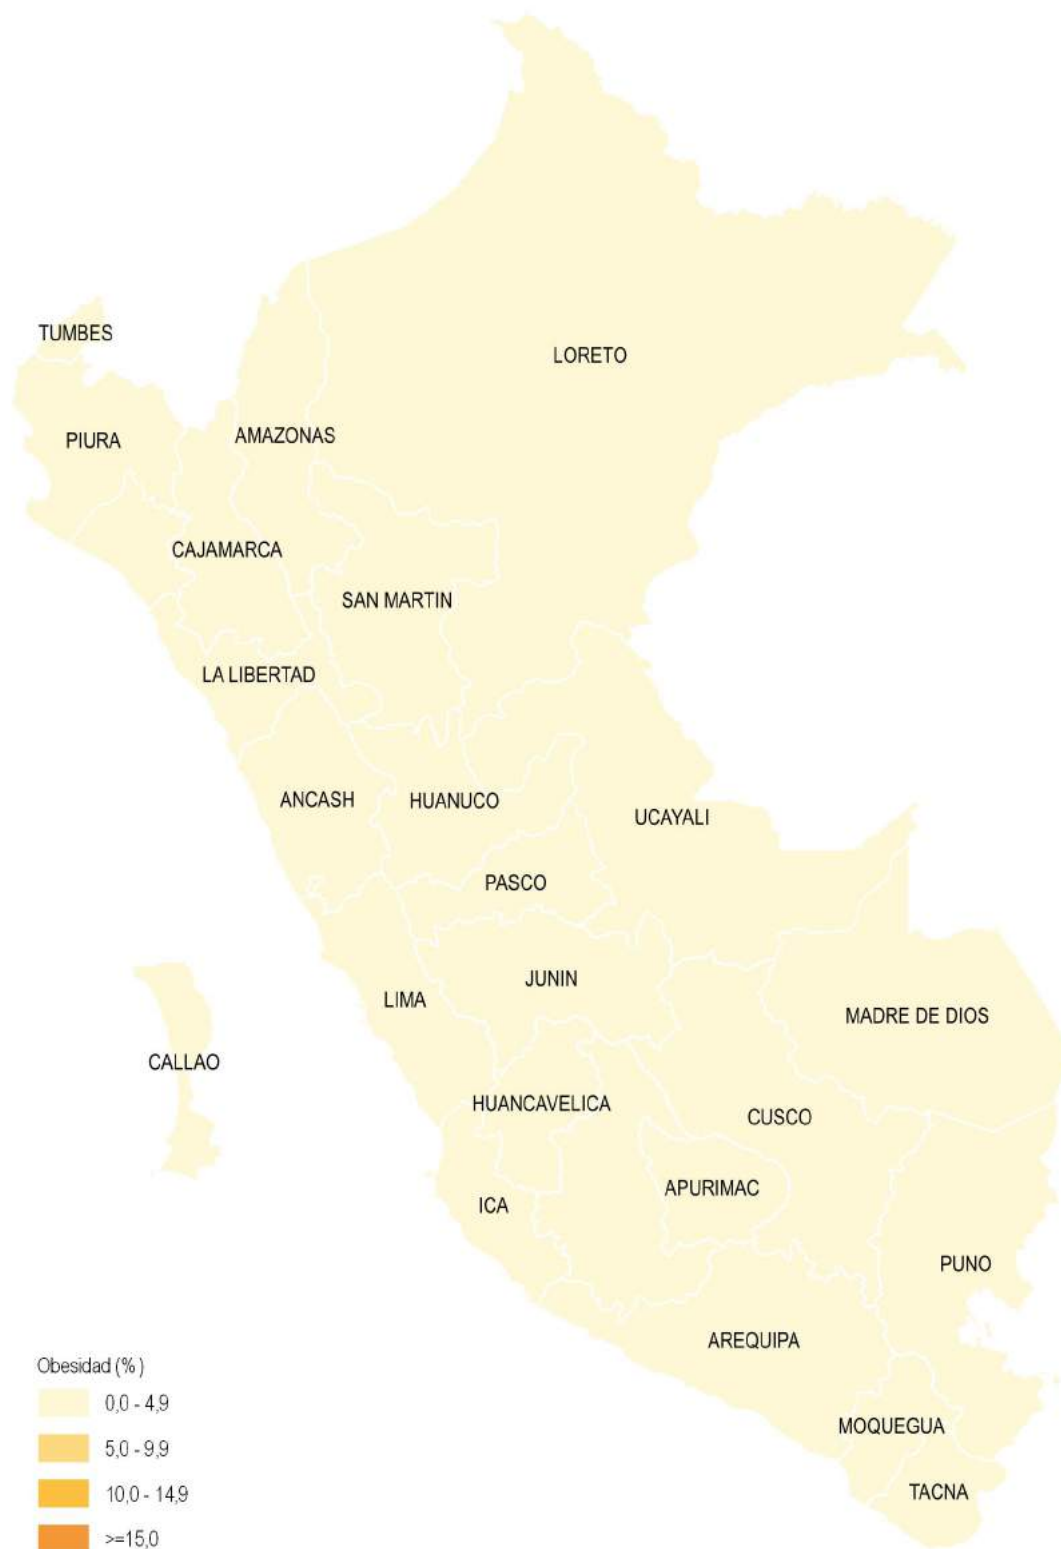 TUMBES
LORETO
PIURA
AMAZONAS
CAJAMARCA
SAN MARTIN
LA LIBERTAD
ANCASH
HUANUCO
UCAYALI
PASCO
JUNIN
LIMA
MADRE DE DIOS
CALLAO
HUANCAVELICA
CUSCO
APURIMAC
ICA
PUNO
AREQUIPA
MOQUEGUA
TACNA
Obesidad (%)
0,0 - 4,9
5,0 - 9,9
10,0 - 14,9
>=15,0